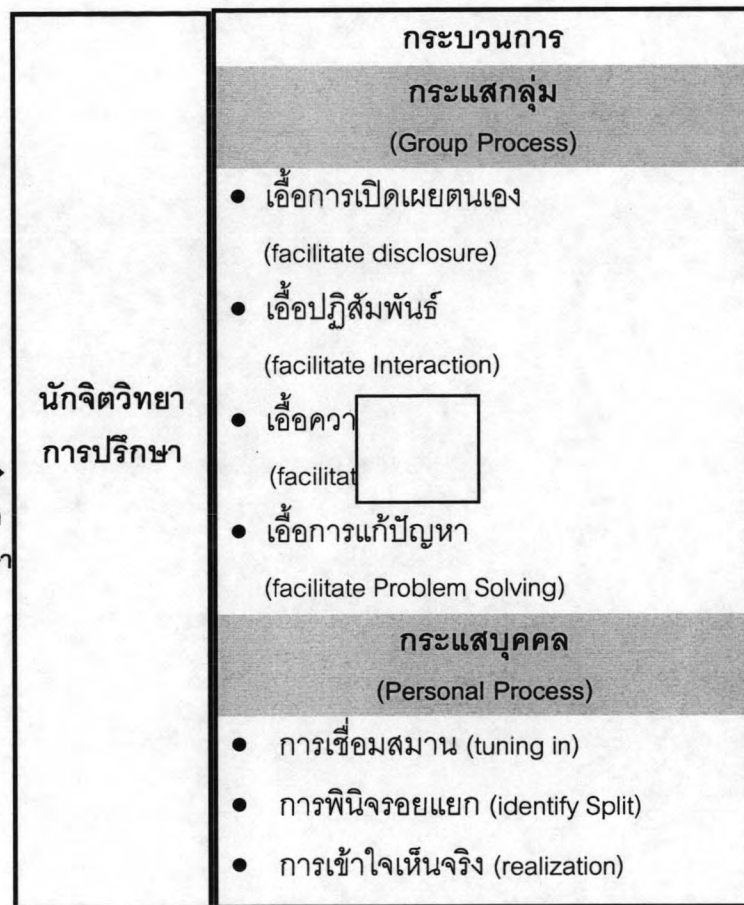 กระบวนการ
กระแสกลุ่ม
(Group Process)
● เอื้อการเปิดเผยตนเอง
(facilitate disclosure)
● เอื้อปฏิสัมพันธ์
(facilitate Interaction)
นักจิตวิทยา
การปรึกษา
● เอื้อการแก้ปัญหา
(facilitate Problem Solving)
กระแสบุคคล
(Personal Process)
● การเชื่อมสมาน (tuning in)
● การพินิจรอยแยก (identify Split)
● การเข้าใจเห็นจริง (realization)